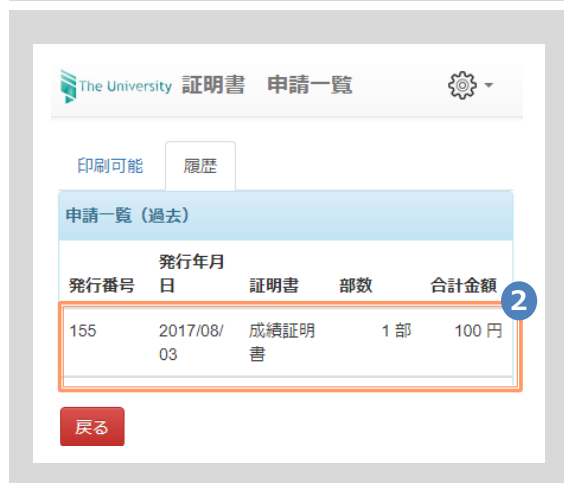 The University 証明書 申請一覧
印刷可能 履歴
申請一覧（過去）
発行年月
発行番号 日 証明書 部数 合計金額
2
155 2017/08/ 成績証明 1 部 100 円
03 書
戻る